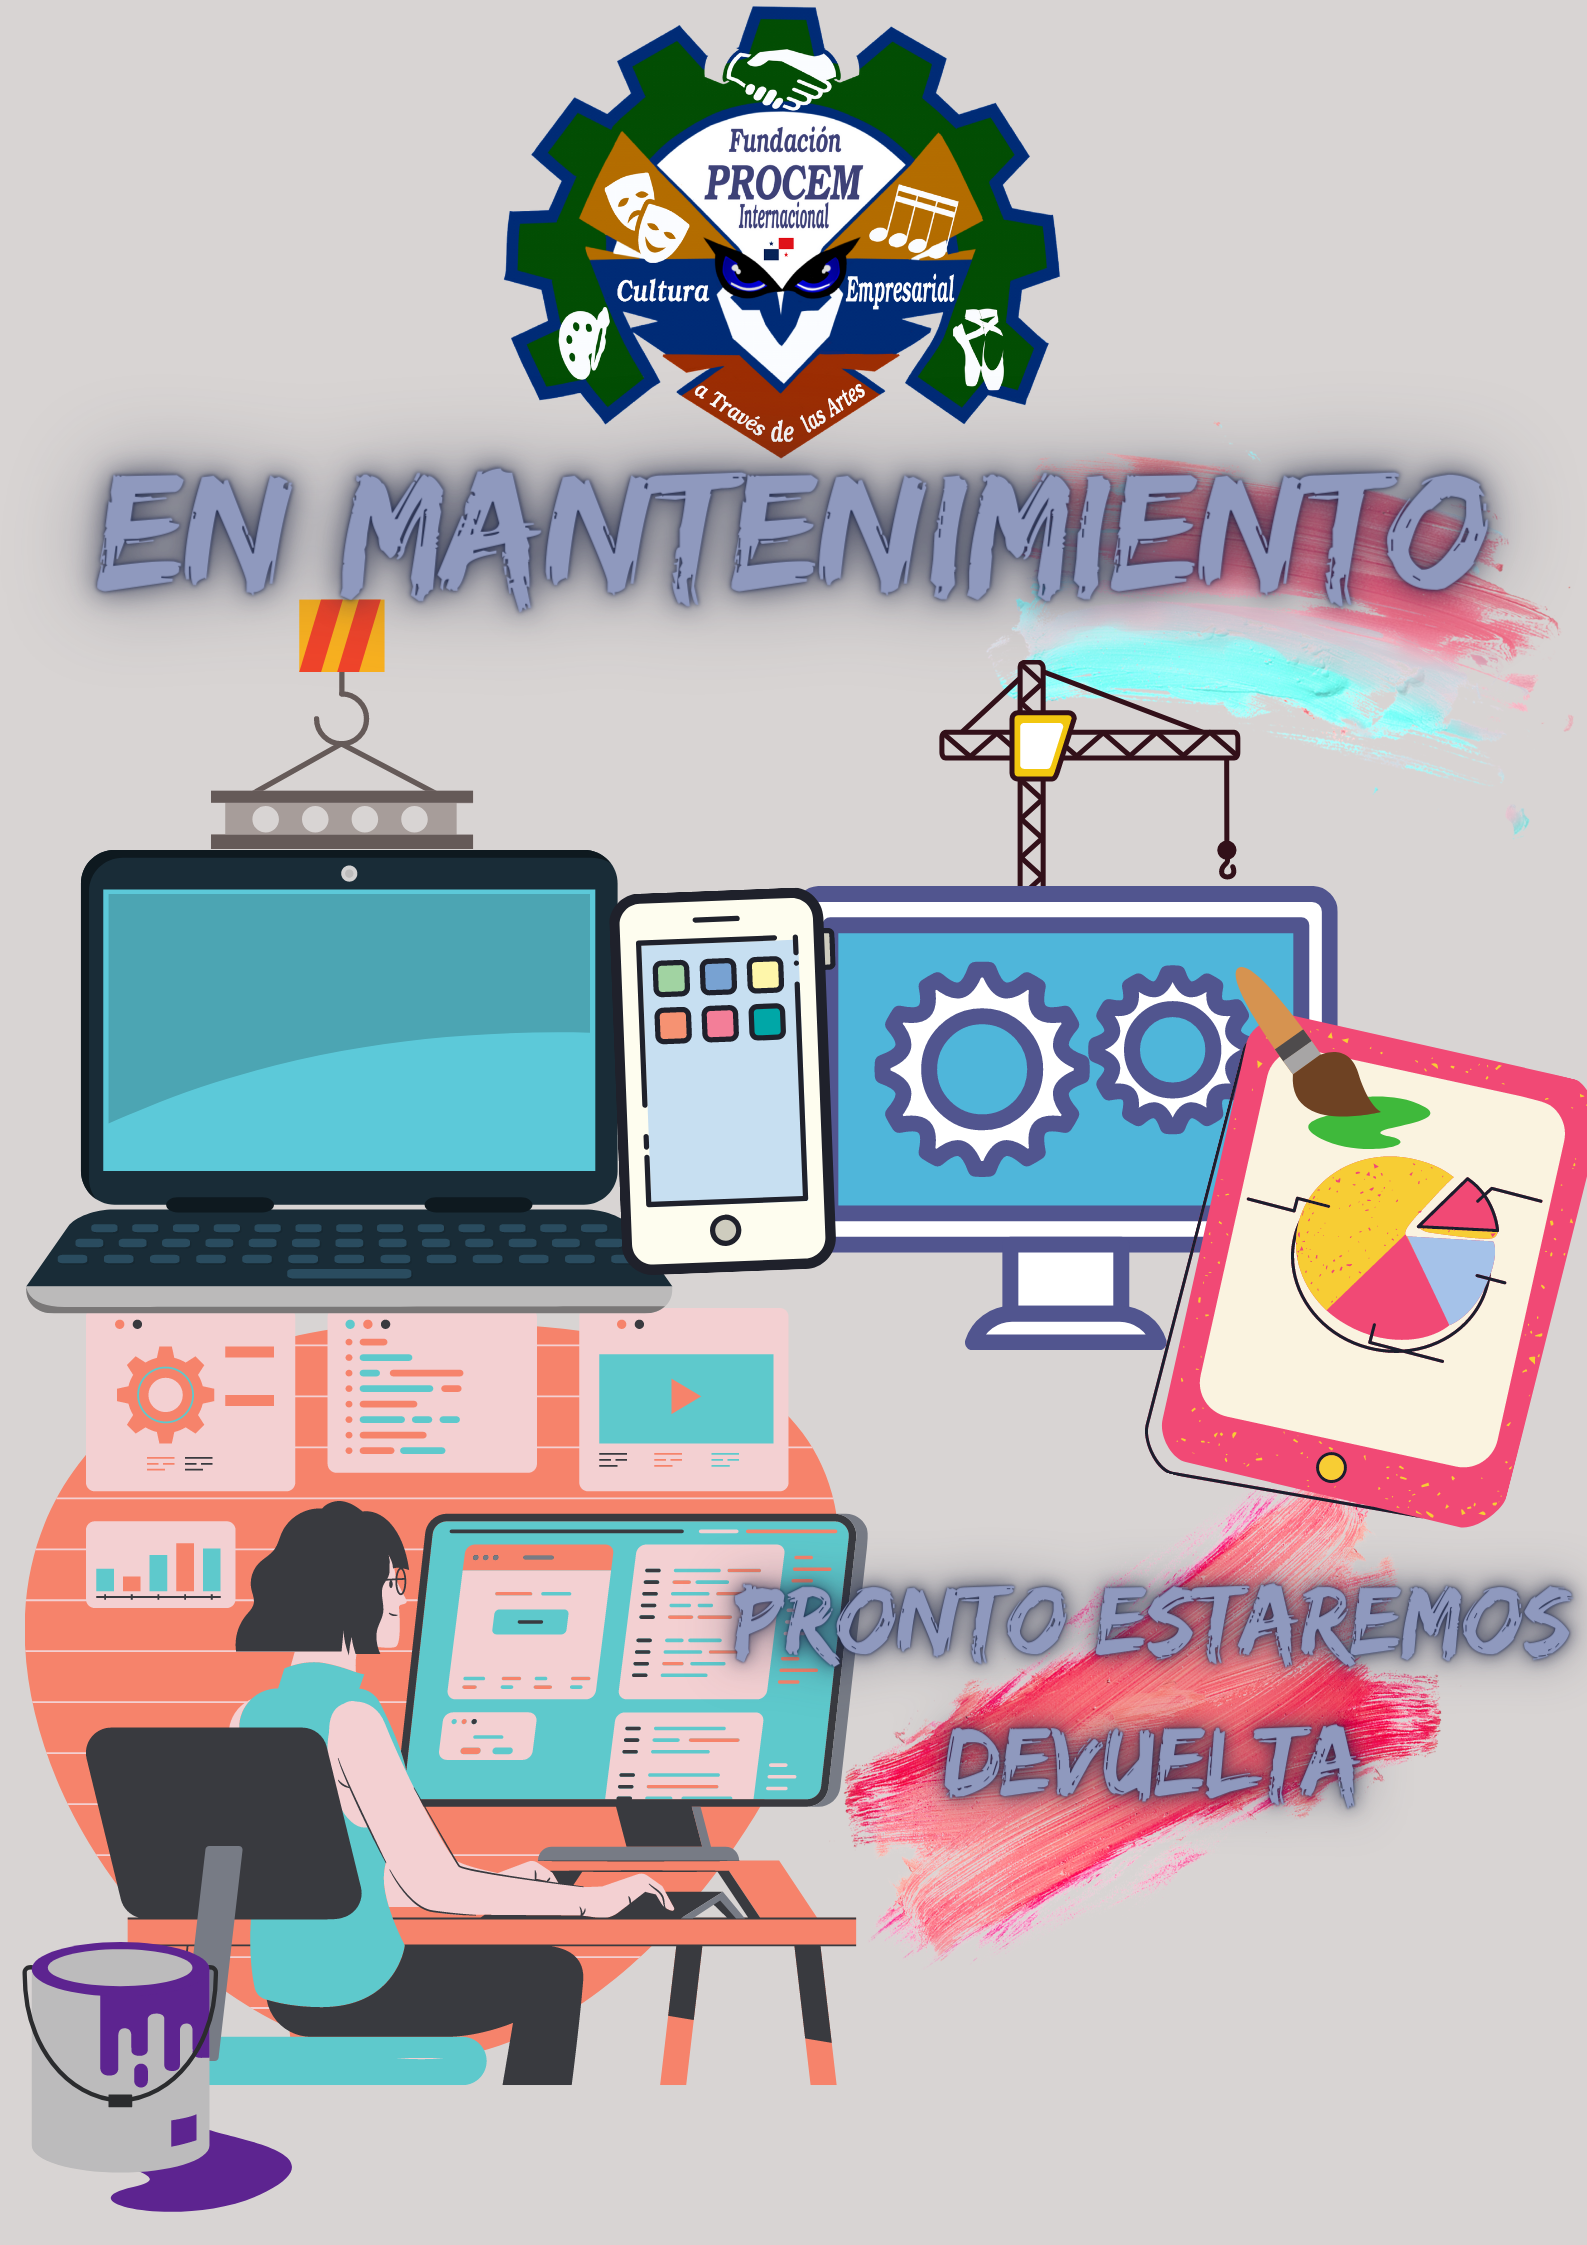 Fundación
PROCEM
Internacional
Cultura Empresarial
a Través de las Artes
EN MANTENIMIENTO
PRONTO ESTAREMOS
DEVUELTA